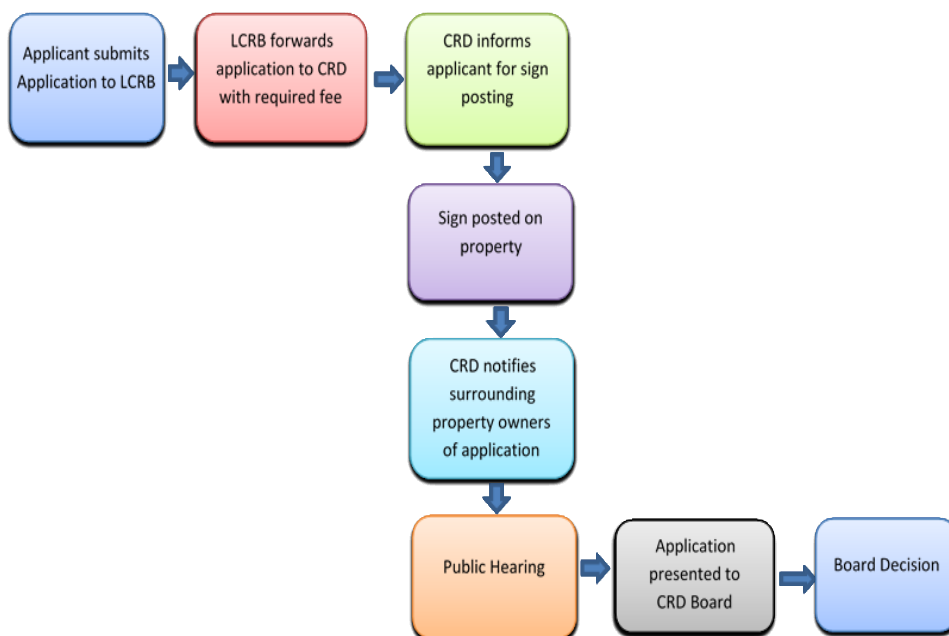 Applicant submits
Application to LCRB
LCRB forwards
application to CRD
with required fee
CRD informs
applicant for sign
posting
Sign posted on
property
CRD notifies
surrounding
property owners
of application
Public Hearing
Application
presented to
CRD Board
Board Decision